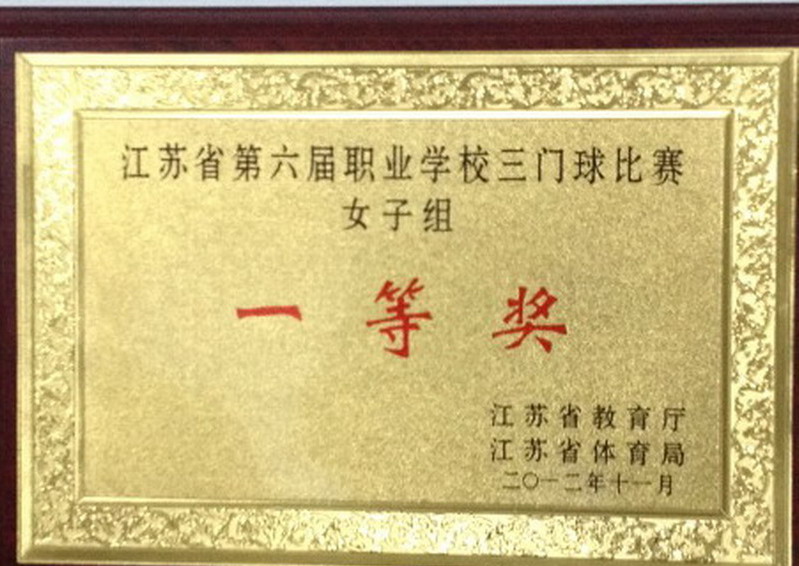 江苏省第六届职业学校三门球比赛
女子组
一等奖
江苏省教育厅
江苏省体育局
二〇一二年十一月